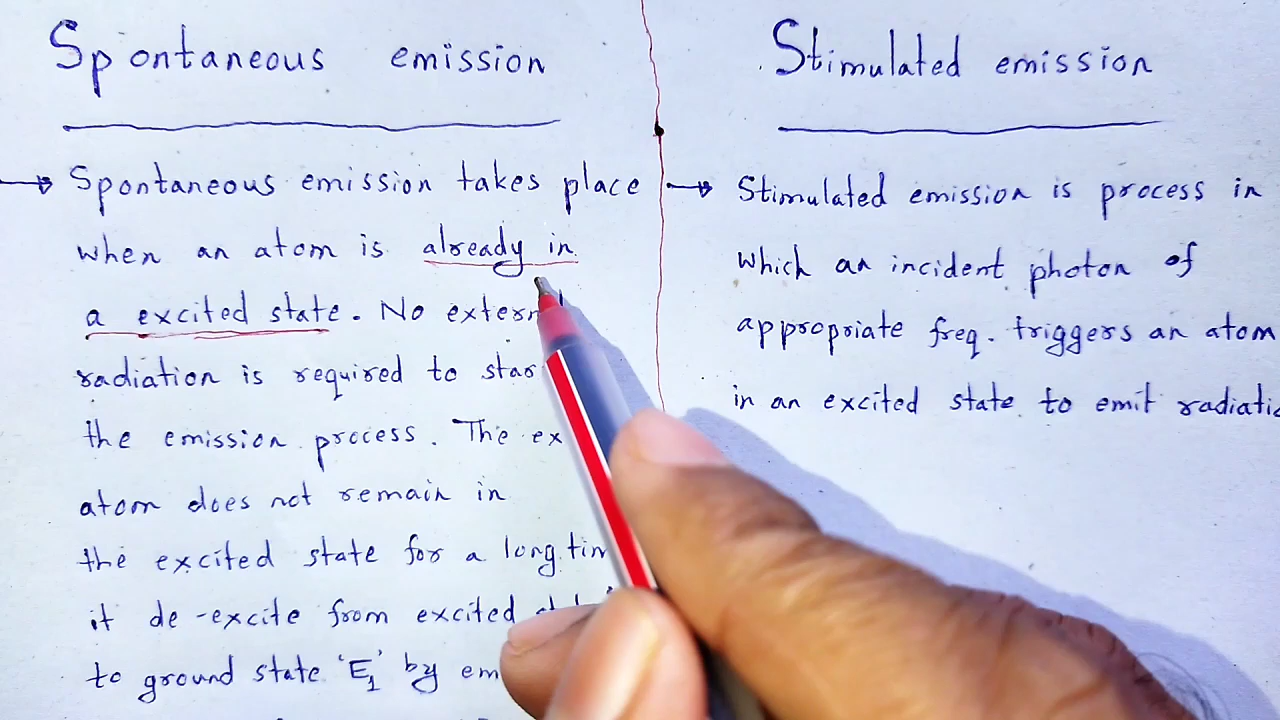 Spontaneous emission
Spontaneous emission takes place
when an atom is already in
a excited state. No
radiation is required to
the emission process. The
atom does not remain in
the excited state for a long
it de-excite from excited
to ground state 'E1' by
Stimulated emission
Stimulated emission is process in
which an incident photon of
appropriate freq. triggers an atom
in an excited state to emit